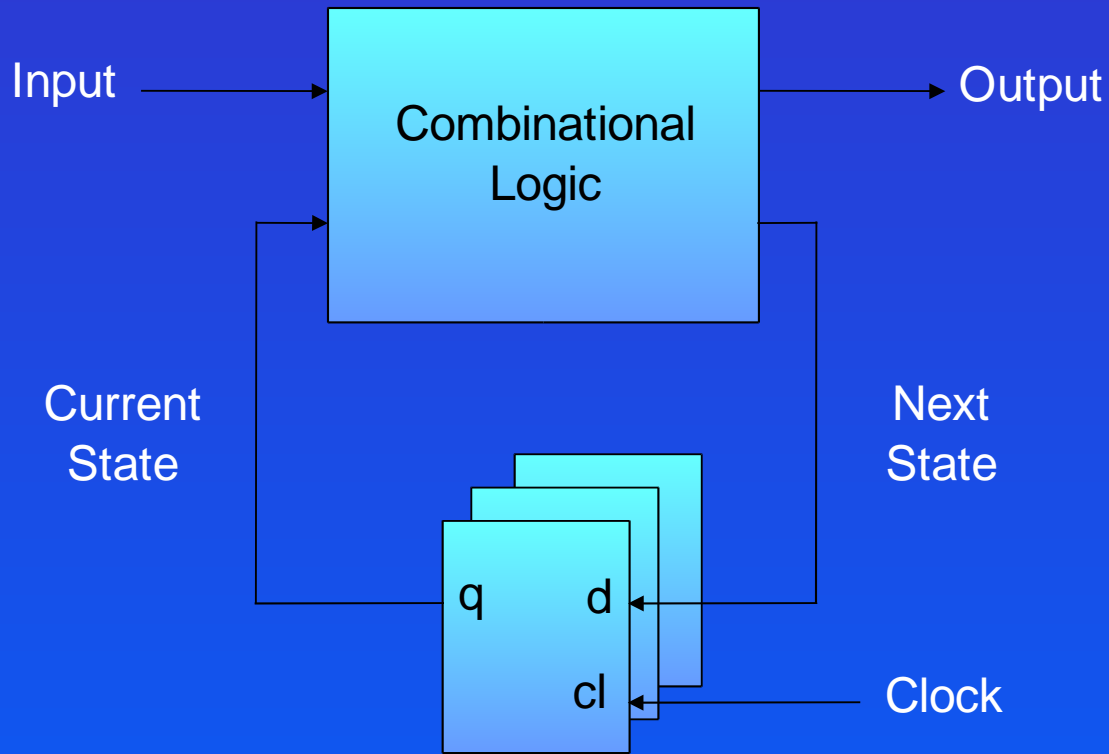 Input
Combinational
Logic
Output
Current
State
Next
State
q
d
cl
Clock